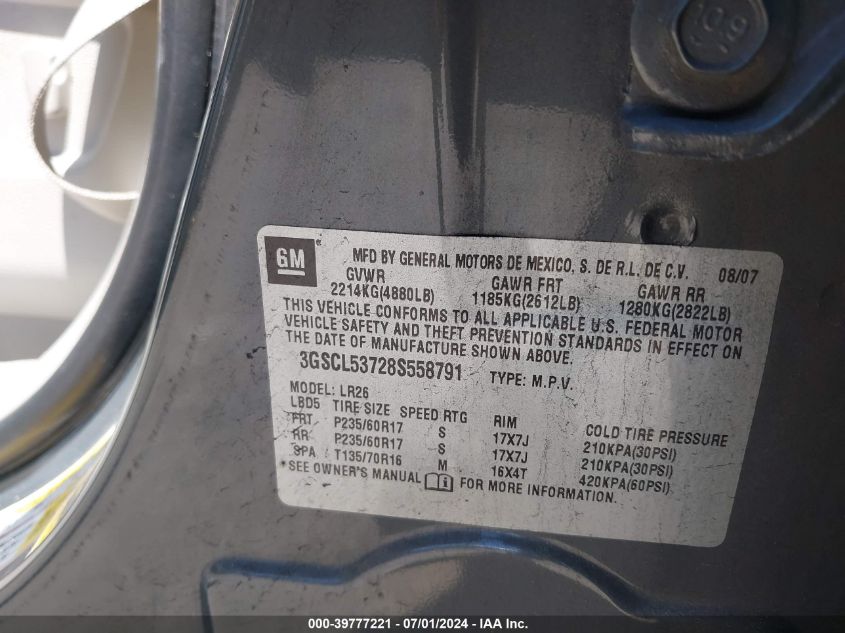 10.9
GM
MFD BY GENERAL MOTORS DE MEXICO, S. DE R.L. DE C.V. 08/07
GVWR GAWR FRT GAWR RR
2214KG(4880LB) 1185KG(2612LB) 1280KG(2822LB)
THIS VEHICLE CONFORMS TO ALL APPLICABLE U.S. FEDERAL MOTOR
VEHICLE SAFETY AND THEFT PREVENTION STANDARDS IN EFFECT ON
THE DATE OF MANUFACTURE SHOWN ABOVE.
3GSCL53728S558791 TYPE: M.P.V.
MODEL: LR26
LBD5 TIRE SIZE SPEED RTG RIM COLD TIRE PRESSURE
FRT P235/60R17 S 17X7J 210KPA(30PSI)
RR P235/60R17 S 17X7J 210KPA(30PSI)
SPA T135/70R16 M 16X4T 420KPA(60PSI)
*SEE OWNER'S MANUAL FOR MORE INFORMATION.
000-39777221 - 07/01/2024 - IAA Inc.